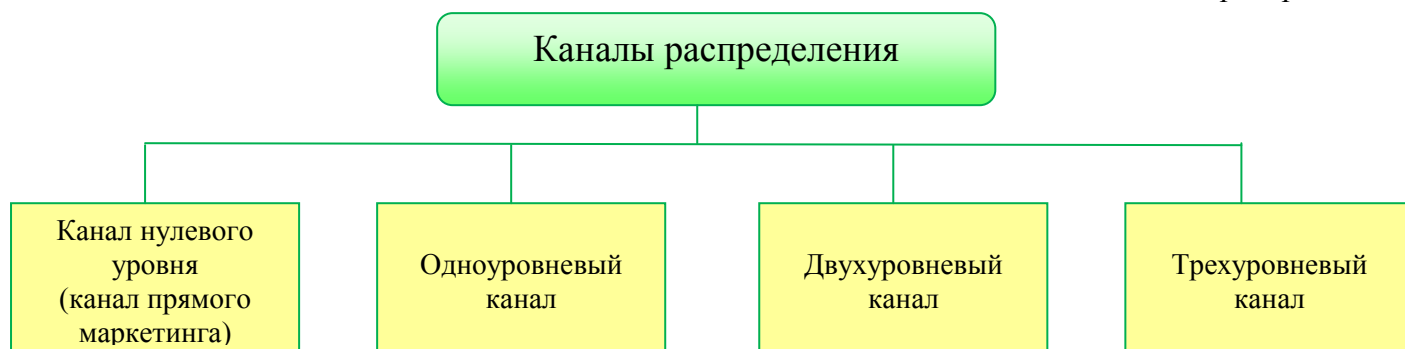 Каналы распределения
Канал нулевого
уровня
(канал прямого
маркетинга)
Одноуровневый
канал
Двухуровневый
канал
Трехуровневый
канал